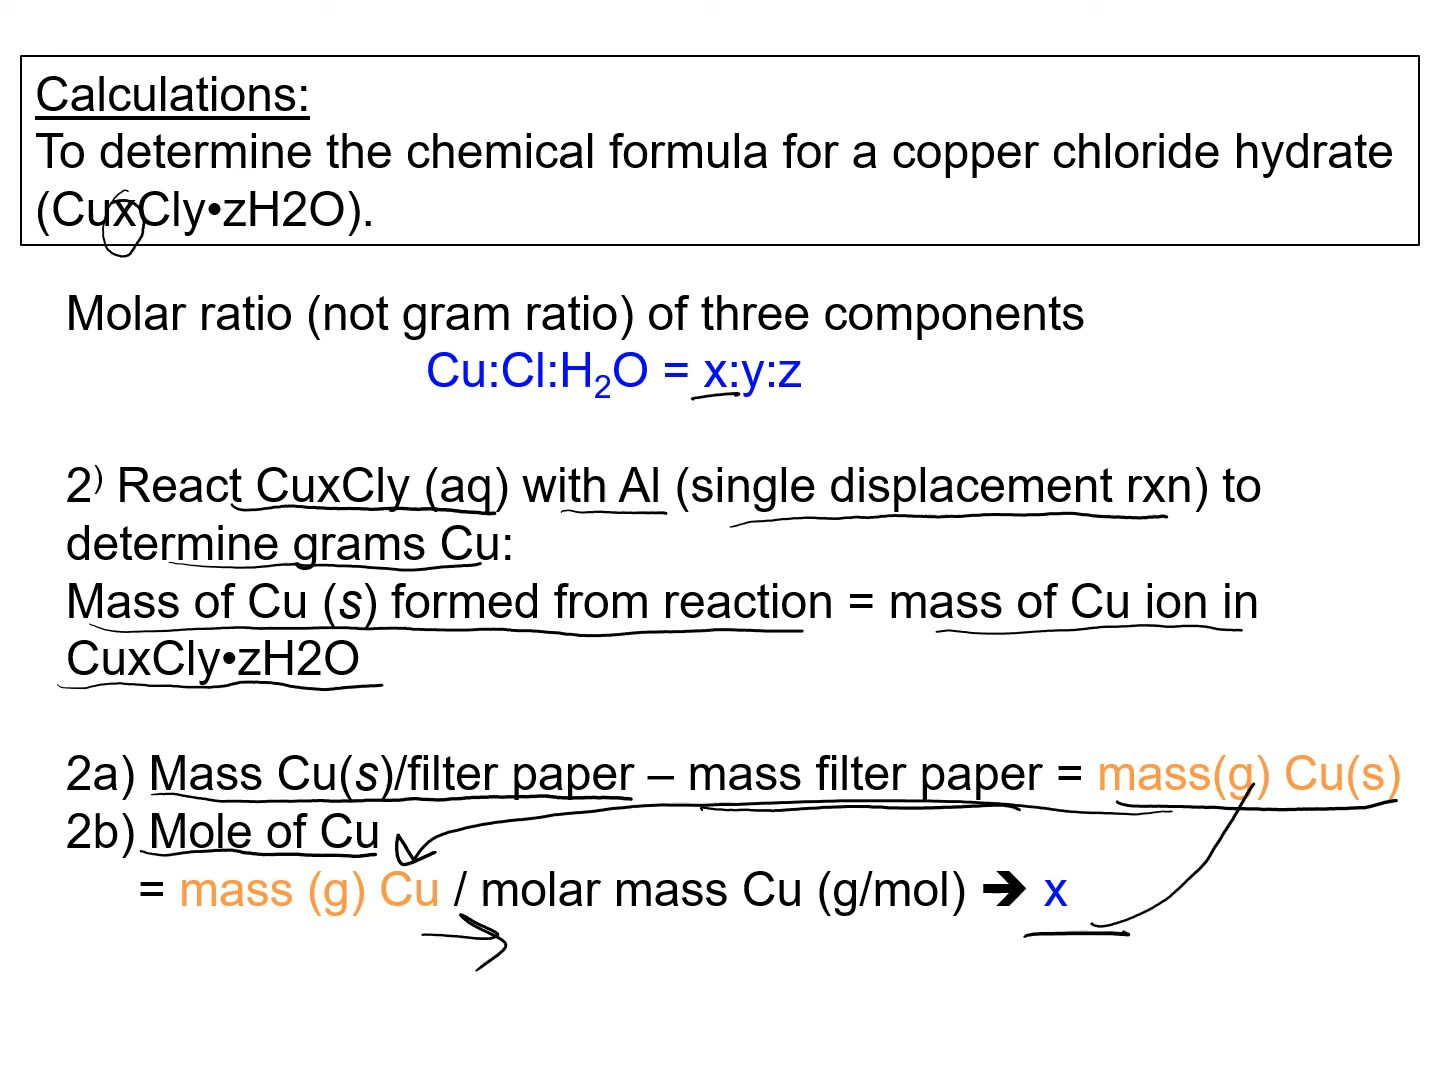 Calculations:
To determine the chemical formula for a copper chloride hydrate
(CuxCly•zH2O).
Molar ratio (not gram ratio) of three components
Cu:Cl:H₂O = x:y:z
2) React CuxCly (aq) with Al (single displacement rxn) to
determine grams Cu:
Mass of Cu (s) formed from reaction = mass of Cu ion in
CuxCly•zH2O
2a) Mass Cu(s)/filter paper – mass filter paper = mass(g) Cu(s)
2b) Mole of Cu
= mass (g) Cu / molar mass Cu (g/mol) ➔ x